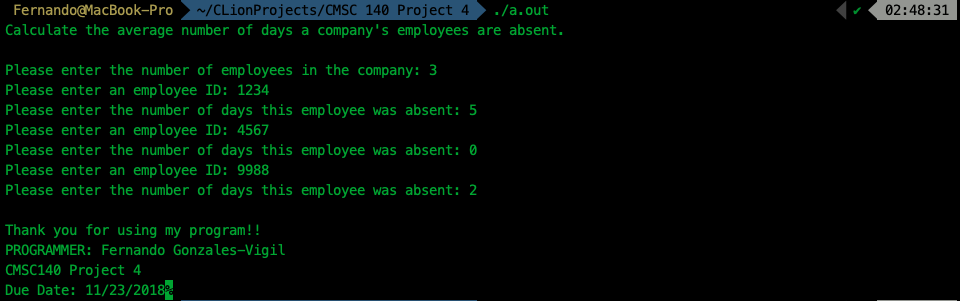 Fernando@MacBook-Pro ~/CLionProjects/CMSC 140 Project 4 ./a.out ✔ 02:48:31
Calculate the average number of days a company's employees are absent.
Please enter the number of employees in the company: 3
Please enter an employee ID: 1234
Please enter the number of days this employee was absent: 5
Please enter an employee ID: 4567
Please enter the number of days this employee was absent: 0
Please enter an employee ID: 9988
Please enter the number of days this employee was absent: 2
Thank you for using my program!!
PROGRAMMER: Fernando Gonzales-Vigil
CMSC140 Project 4
Due Date: 11/23/2018%